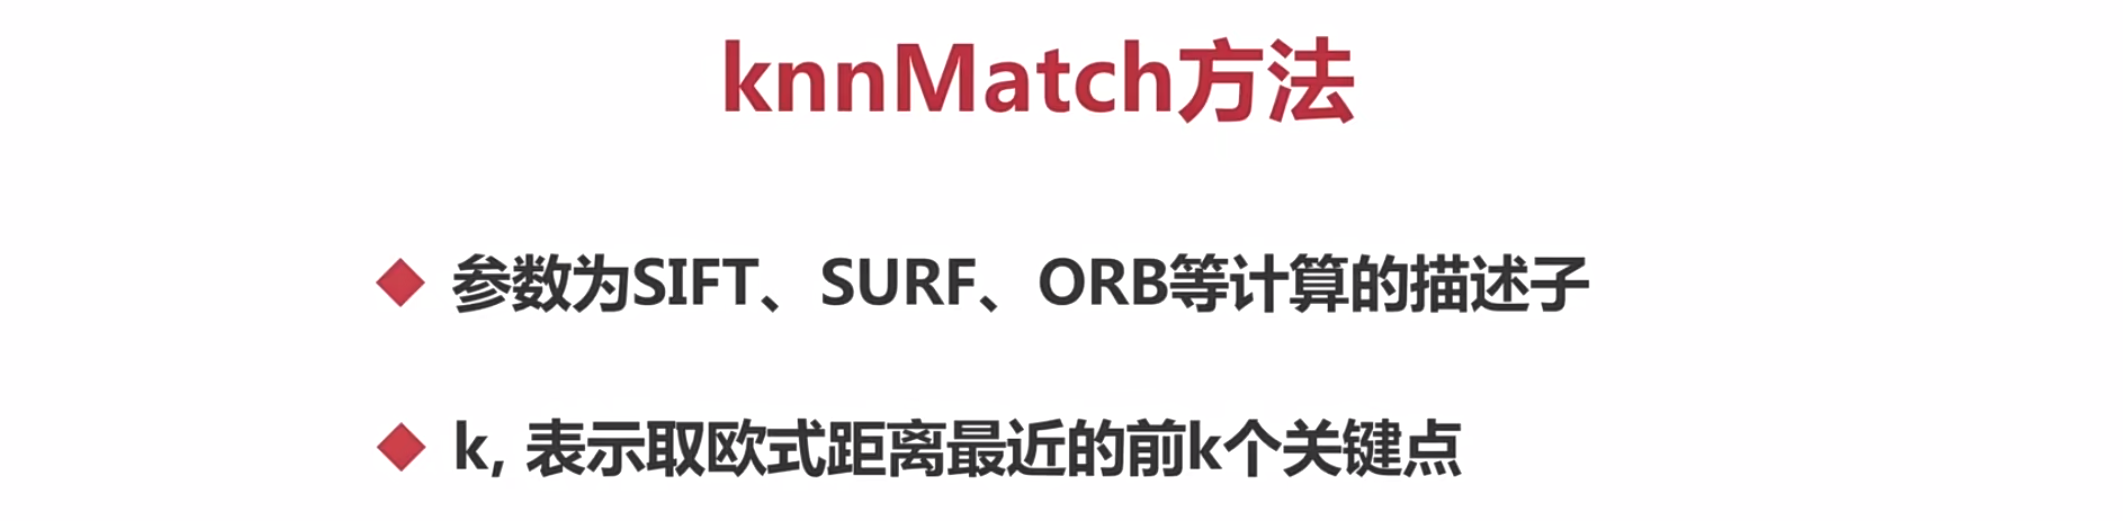 knnMatch方法
参数为SIFT、SURF、ORB等计算的描述子
k, 表示取欧式距离最近的前k个关键点